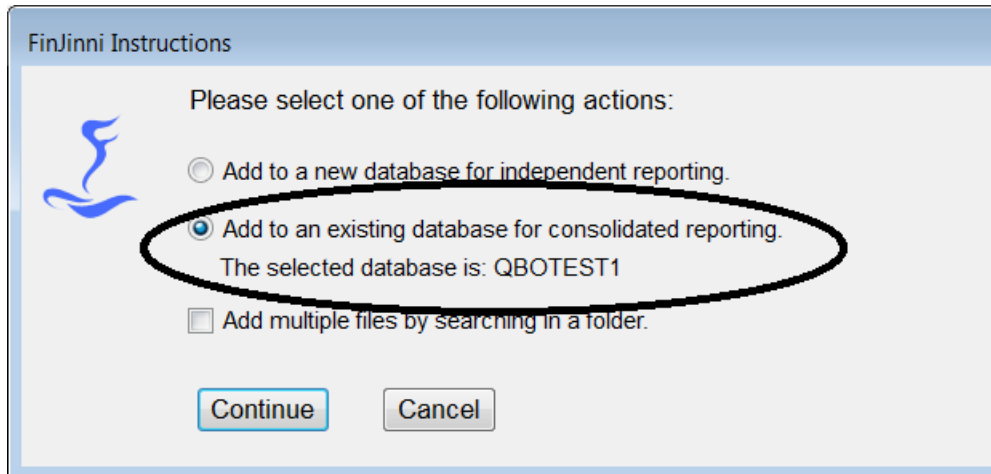 FinJinni Instructions
Please select one of the following actions:
Add to a new database for independent reporting.
Add to an existing database for consolidated reporting.
The selected database is: QBOTEST1
Add multiple files by searching in a folder.
Continue Cancel